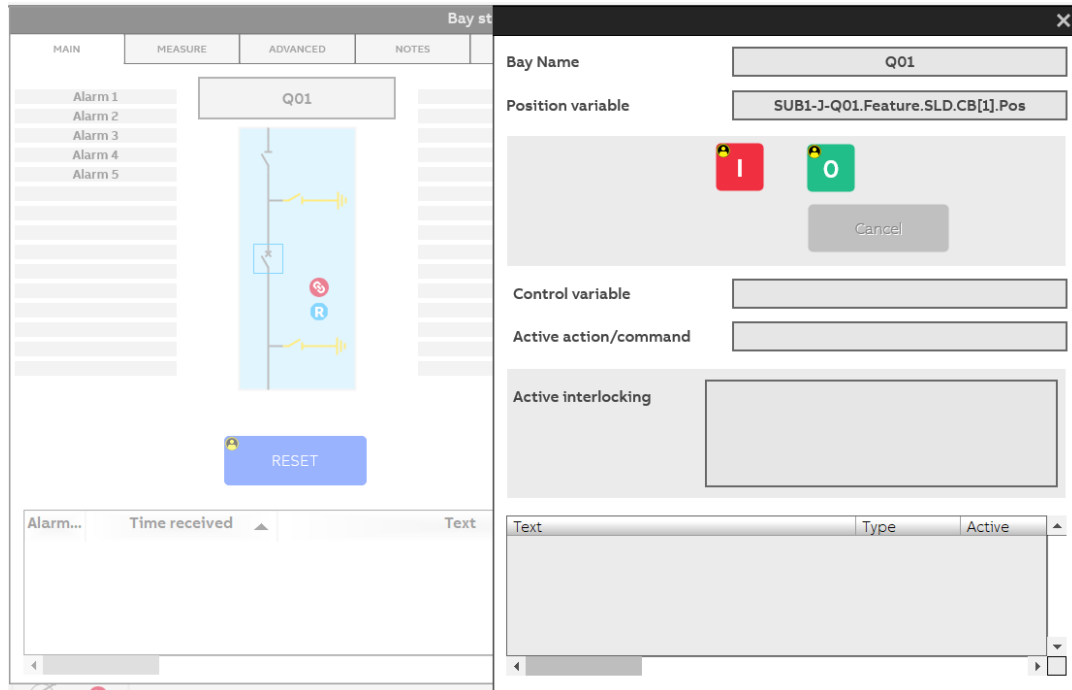 Bay st
MAIN
MEASURE
ADVANCED
NOTES
Alarm 1
Alarm 2
Alarm 3
Alarm 4
Alarm 5
Q01
R
RESET
Alarm...
Time received
Text
Bay Name
Q01
Position variable
SUB1-J-Q01.Feature.SLD.CB[1].Pos
I
O
Cancel
Control variable
Active action/command
Active interlocking
Text
Type
Active